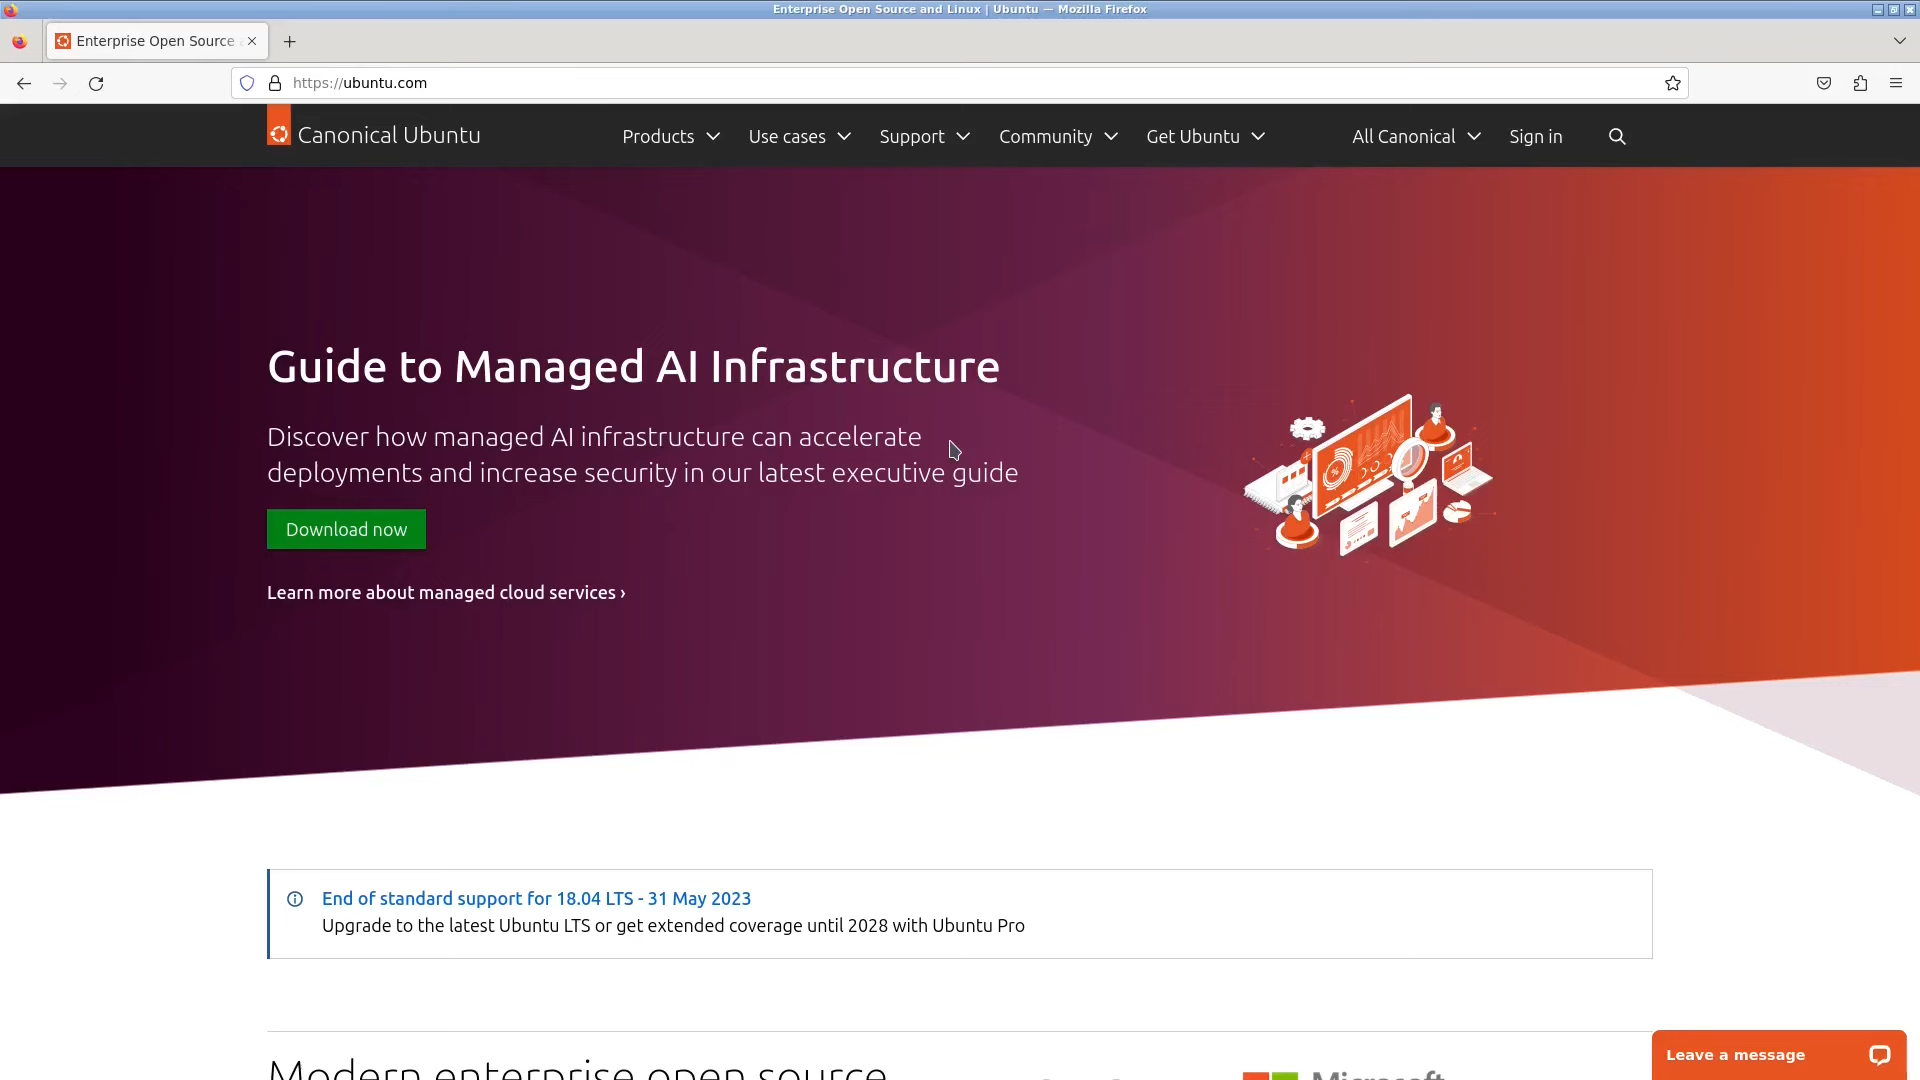 Enterprise Open Source and Linux | Ubuntu — Mozilla Firefox
Enterprise Open Source
https://ubuntu.com
Canonical Ubuntu
Products
Use cases
Support
Community
Get Ubuntu
All Canonical
Sign in
Guide to Managed AI Infrastructure
Discover how managed AI infrastructure can accelerate
deployments and increase security in our latest executive guide
Download now
Learn more about managed cloud services ›
End of standard support for 18.04 LTS - 31 May 2023
Upgrade to the latest Ubuntu LTS or get extended coverage until 2028 with Ubuntu Pro
Modern enterprise open source
Microsoft
Leave a message